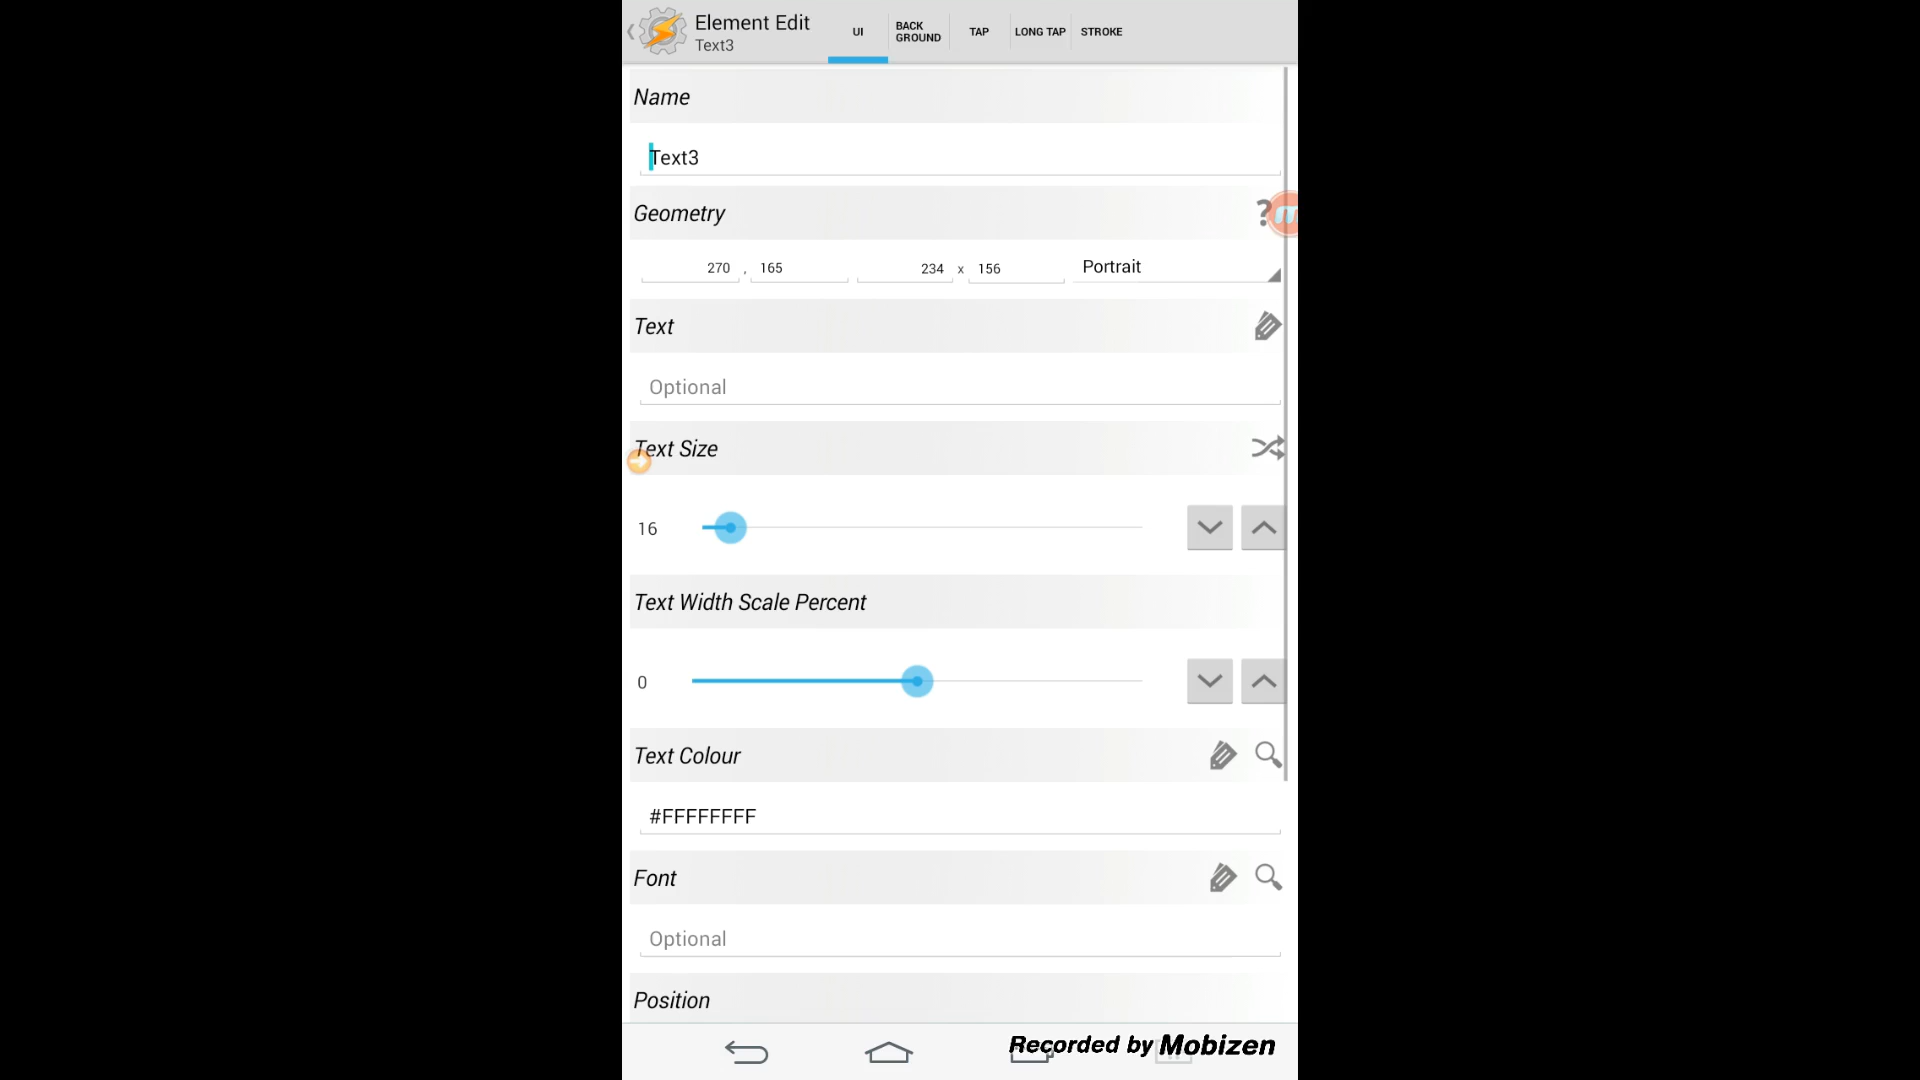 Element Edit
Text3
UI
BACK
GROUND
TAP
LONG TAP
STROKE
Name
Text3
Geometry
?
270 , 165 234 x 156 Portrait
Text
Optional
Text Size
16
Text Width Scale Percent
0
Text Colour
#FFFFFFFF
Font
Optional
Position
Recorded by Mobizen